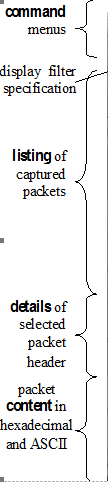 command
menus
display filter
specification
listing of
captured
packets
details of
selected
packet
header
packet
content in
hexadecimal
and ASCII